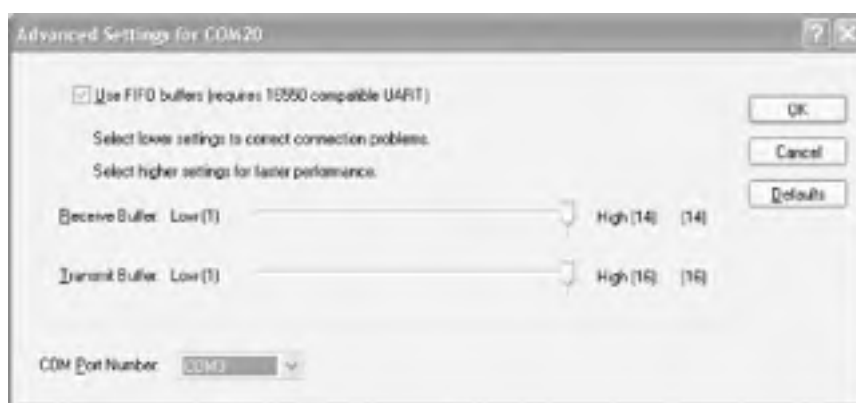 Advanced Settings for COM20
Use FIFO buffers (requires 16550 compatible UART)
OK
Select lower settings to correct connection problems.
Cancel
Select higher settings for faster performance.
Defaults
Receive Buffer: Low (1) High (14) (14)
Transmit Buffer: Low (1) High (16) (16)
COM Port Number: COM3